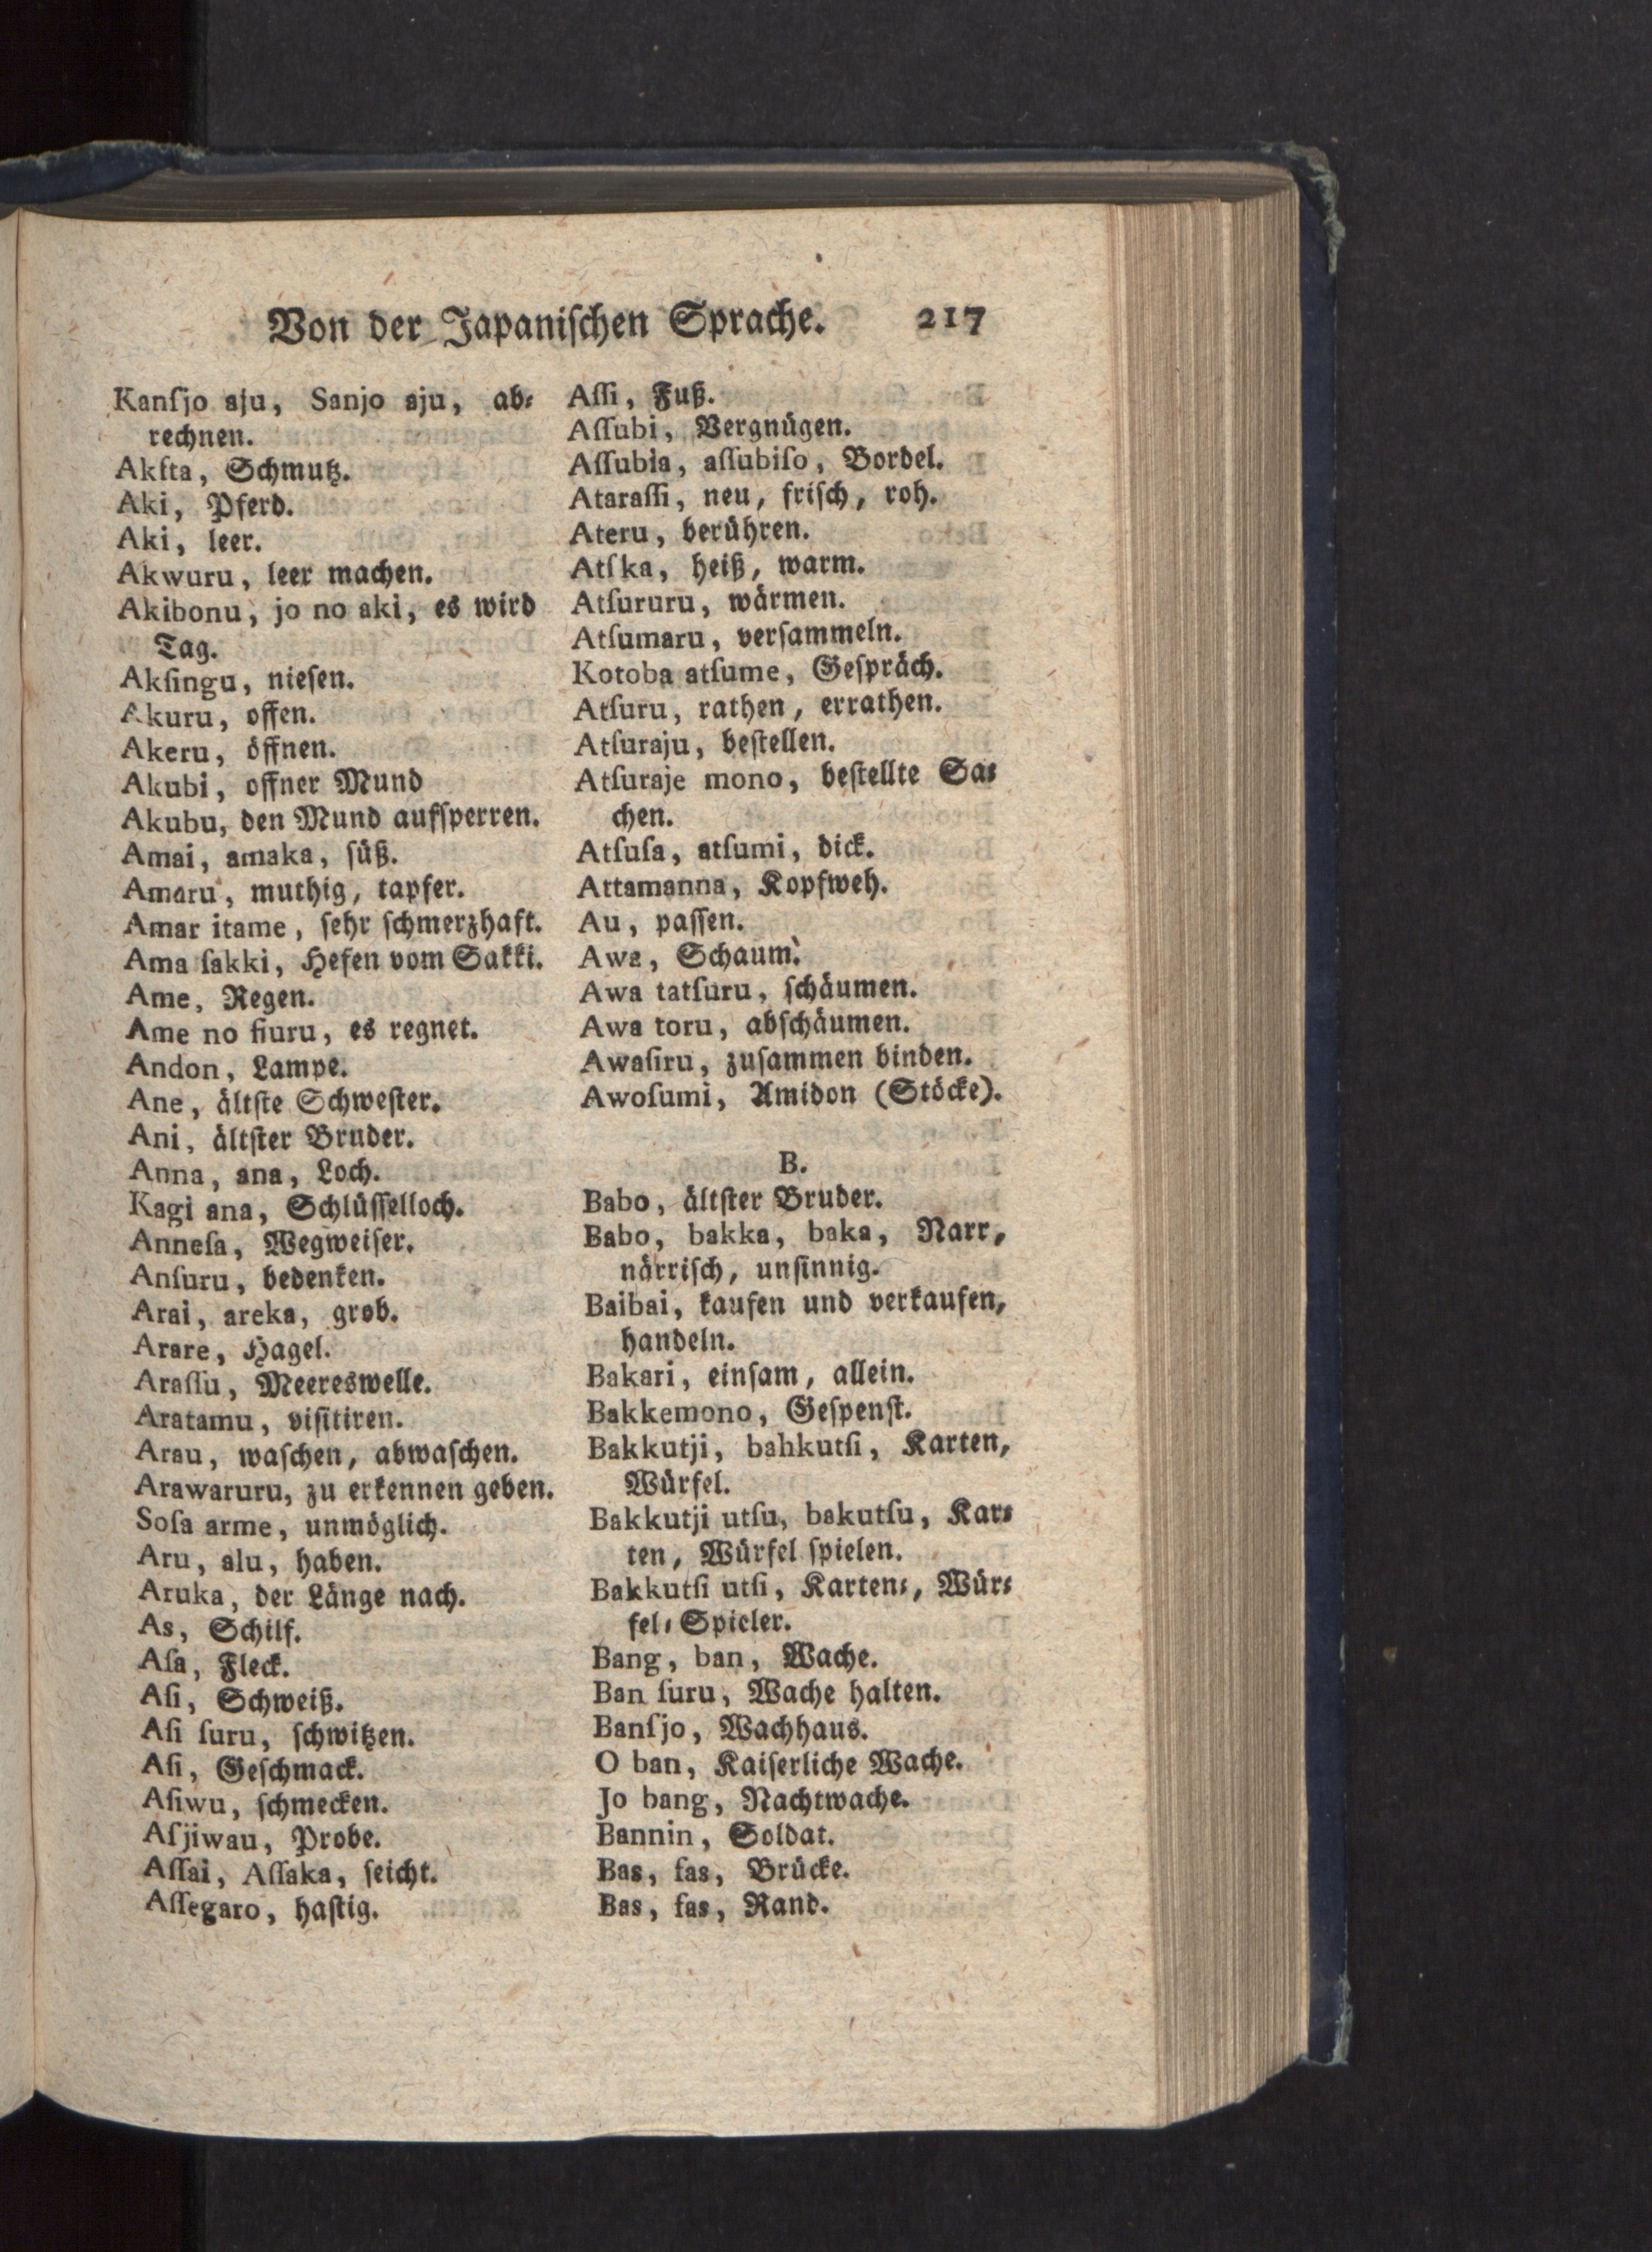 Von der Japaniſchen Sprache. 217
Kanſjo aju, Sanjo aju, ab⸗
rechnen.
Akſta, Schmutz.
Aki, Pferd.
Aki, leer.
Akwuru, leer machen.
Akibonu, jo no aki, es wird
Tag.
Akſingu, nieſen.
Akuru, offen.
Akeru, öffnen.
Akubi, offner Mund
Akubu, den Mund aufſperren.
Amai, amaka, ſüß.
Amaru, muthig, tapfer.
Amar itame, ſehr ſchmerzhaft.
Ama ſakki, Hefen vom Sakki.
Ame, Regen.
Ame no fiuru, es regnet.
Andon, Lampe.
Ane, ältſte Schweſter.
Ani, ältſter Bruder.
Anna, ana, Loch.
Kagi ana, Schlüſſelloch.
Anneſa, Wegweiſer.
Anſuru, bedenken.
Arai, areka, grob.
Arare, Hagel.
Araſſu, Meereswelle.
Aratamu, viſitiren.
Arau, waſchen, abwaſchen.
Arawaruru, zu erkennen geben.
Soſa arme, unmöglich.
Aru, alu, haben.
Aruka, der Länge nach.
As, Schilf.
Aſa, Fleck.
Aſi, Schweiß.
Aſi ſuru, ſchwitzen.
Aſi, Geſchmack.
Aſiwu, ſchmecken.
Aſjiwau, Probe.
Aſſai, Aſſaka, ſeicht.
Aſſegaro, haſtig.
Aſſi, Fuß.
Aſſubi, Vergnügen.
Aſſubia, aſſubiſo, Bordel.
Ataraſſi, neu, friſch, roh.
Ateru, berühren.
Atſka, heiß, warm.
Atſururu, wärmen.
Atſumaru, verſammeln.
Kotoba atſume, Geſpräch.
Atſuru, rathen, errathen.
Atſuraju, beſtellen.
Atſuraje mono, beſtellte Sa⸗
chen.
Atſuſa, atſumi, dick.
Attamanna, Kopfweh.
Au, paſſen.
Awa, Schaum.
Awa tatſuru, ſchäumen.
Awa toru, abſchäumen.
Awaſiru, zuſammen binden.
Awoſumi, Amidon (Stöcke).
B.
Babo, ältſter Bruder.
Babo, bakka, baka, Narr,
närriſch, unſinnig.
Baibai, kaufen und verkaufen,
handeln.
Bakari, einſam, allein.
Bakkemono, Geſpenſt.
Bakkutji, bahkutſi, Karten,
Würfel.
Bakkutji utſu, bakutſu, Kar⸗
ten, Würfel ſpielen.
Bakkutſi utſi, Karten⸗, Wür⸗
fel⸗Spieler.
Bang, ban, Wache.
Ban ſuru, Wache halten.
Banſjo, Wachhaus.
O ban, Kaiſerliche Wache.
Jo bang, Nachtwache.
Bannin, Soldat.
Bas, fas, Brücke.
Bas, fas, Rand.